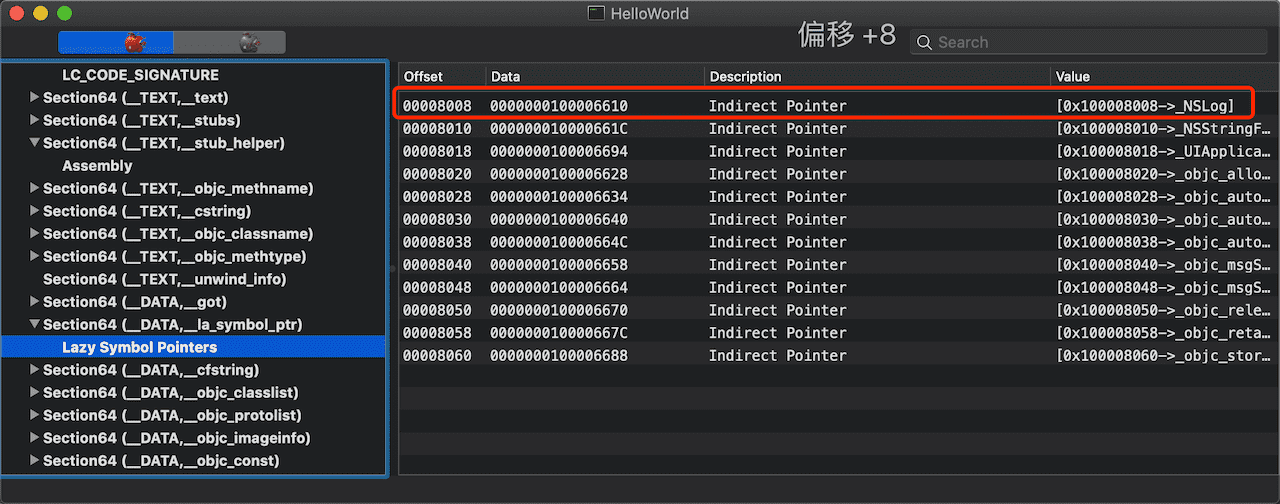 HelloWorld
偏移 +8
Search
LC_CODE_SIGNATURE
Section64 (__TEXT,__text)
Section64 (__TEXT,__stubs)
Section64 (__TEXT,__stub_helper)
Assembly
Section64 (__TEXT,__objc_methname)
Section64 (__TEXT,__cstring)
Section64 (__TEXT,__objc_classname)
Section64 (__TEXT,__objc_methtype)
Section64 (__TEXT,__unwind_info)
Section64 (__DATA,__got)
Section64 (__DATA,__la_symbol_ptr)
Lazy Symbol Pointers
Section64 (__DATA,__cfstring)
Section64 (__DATA,__objc_classlist)
Section64 (__DATA,__objc_protolist)
Section64 (__DATA,__objc_imageinfo)
Section64 (__DATA,__objc_const)
Offset Data Description Value
00008008 0000000100006610 Indirect Pointer [0x100008008->_NSLog]
00008010 000000010000661C Indirect Pointer [0x100008010->_NSStringF…
00008018 0000000100006694 Indirect Pointer [0x100008018->_UIApplica…
00008020 0000000100006628 Indirect Pointer [0x100008020->_objc_allo…
00008028 0000000100006634 Indirect Pointer [0x100008028->_objc_auto…
00008030 0000000100006640 Indirect Pointer [0x100008030->_objc_auto…
00008038 000000010000664C Indirect Pointer [0x100008038->_objc_auto…
00008040 0000000100006658 Indirect Pointer [0x100008040->_objc_msgS…
00008048 0000000100006664 Indirect Pointer [0x100008048->_objc_msgS…
00008050 0000000100006670 Indirect Pointer [0x100008050->_objc_rele…
00008058 000000010000667C Indirect Pointer [0x100008058->_objc_reta…
00008060 0000000100006688 Indirect Pointer [0x100008060->_objc_stor…